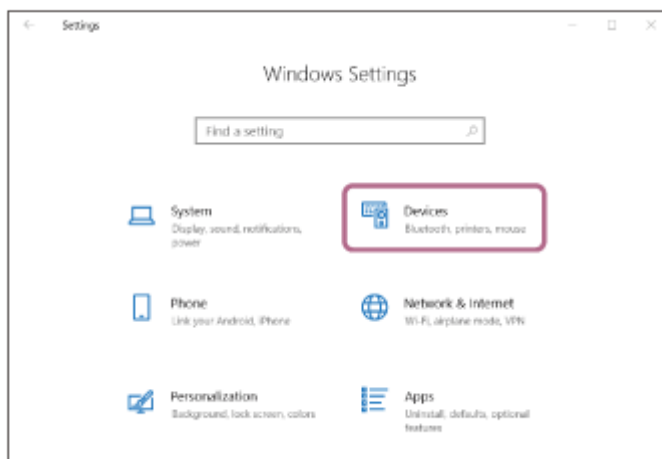 Settings
Windows Settings
Find a setting
System
Display, sound, notifications,
power
Devices
Bluetooth, printers, mouse
Phone
Link your Android, iPhone
Network & Internet
Wi-Fi, airplane mode, VPN
Personalization
Background, lock screen, colors
Apps
Uninstall, defaults, optional
features